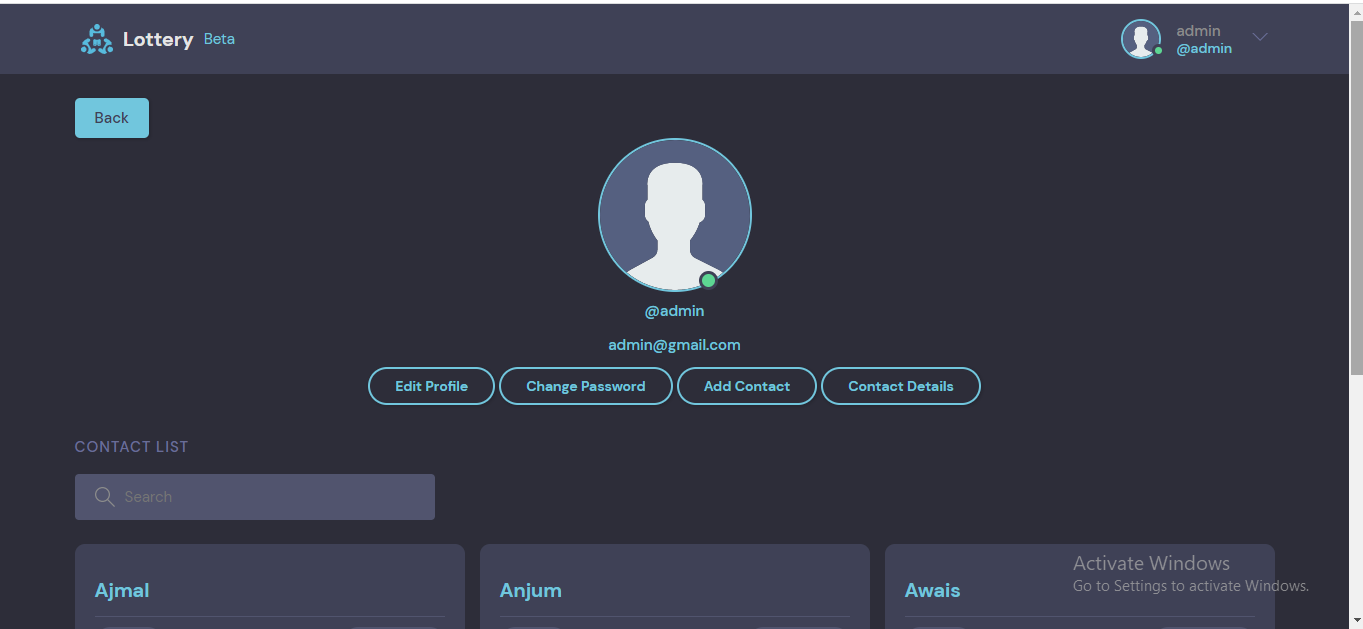 Lottery Beta
admin
@admin
Back
@admin
admin@gmail.com
Edit Profile Change Password Add Contact Contact Details
CONTACT LIST
Search
Ajmal Anjum Awais
Activate Windows
Go to Settings to activate Windows.